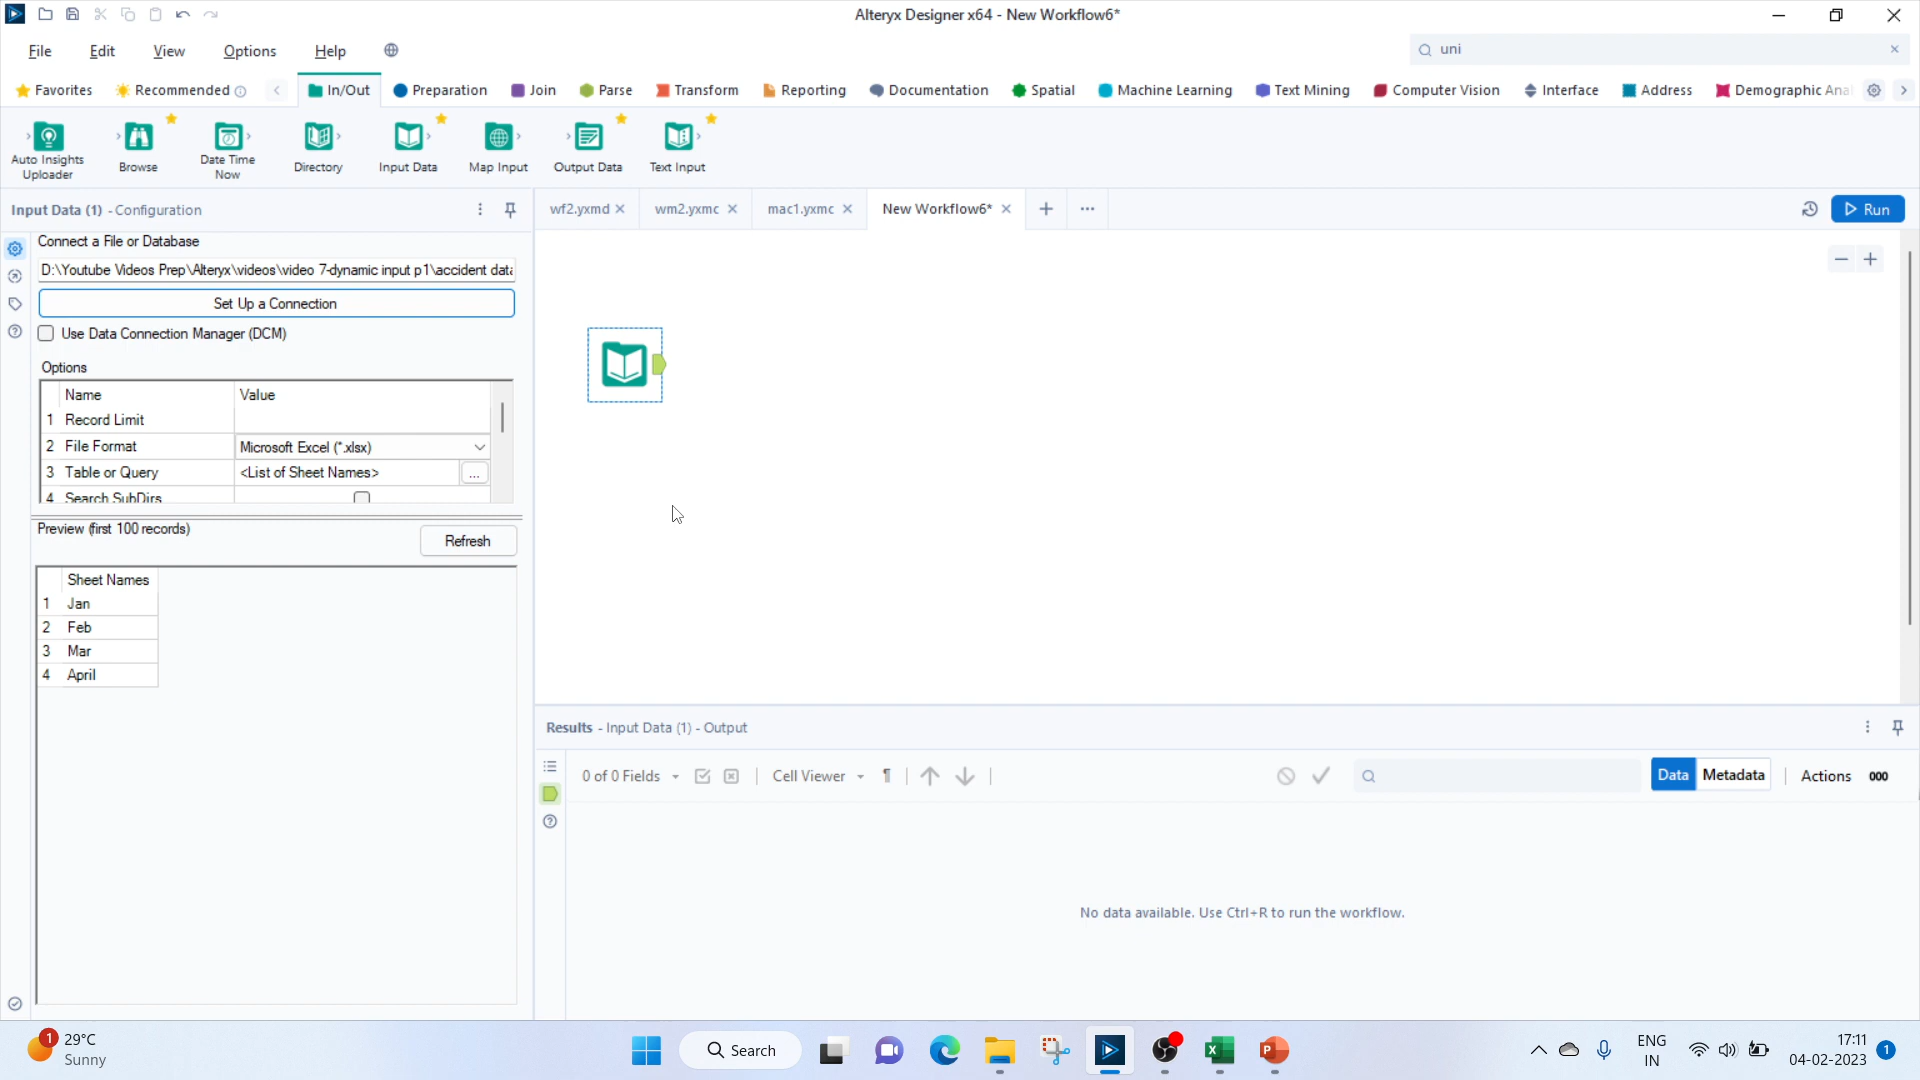 Alteryx Designer x64 - New Workflow6*
File Edit View Options Help
uni
Favorites Recommended In/Out Preparation Join Parse Transform Reporting Documentation Spatial Machine Learning Text Mining Computer Vision Interface Address Demographic Ana
Auto Insights Uploader
Browse
Date Time Now
Directory
Input Data
Map Input
Output Data
Text Input
Input Data (1) - Configuration
wf2.yxmd wm2.yxmc mac1.yxmc New Workflow6*
Run
Connect a File or Database
D:\Youtube Videos Prep\Alteryx\videos\video 7-dynamic input p1\accident data
Set Up a Connection
Use Data Connection Manager (DCM)
Options
Name Value
1 Record Limit
2 File Format Microsoft Excel (*.xlsx)
3 Table or Query <List of Sheet Names> ...
4 Search SubDirs
Preview (first 100 records)
Refresh
Sheet Names
1 Jan
2 Feb
3 Mar
4 April
Results - Input Data (1) - Output
0 of 0 Fields Cell Viewer Data Metadata Actions 000
No data available. Use Ctrl+R to run the workflow.
1
29°C
Sunny
Search
ENG
IN
17:11
04-02-2023
1